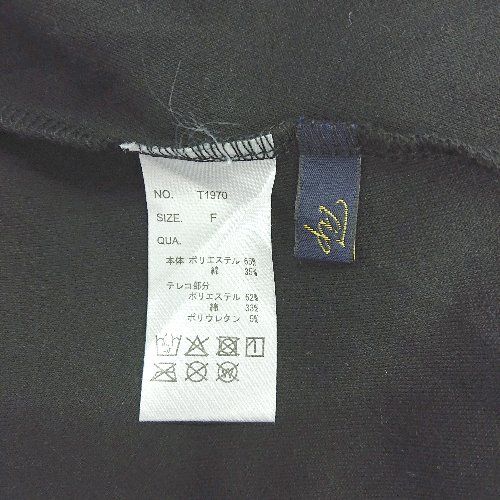 NO. T1970
SIZE. F
QUA.
本体 ポリエステル 65%
綿 35%
テレコ部分
ポリエステル 62%
綿 33%
ポリウレタン 5%